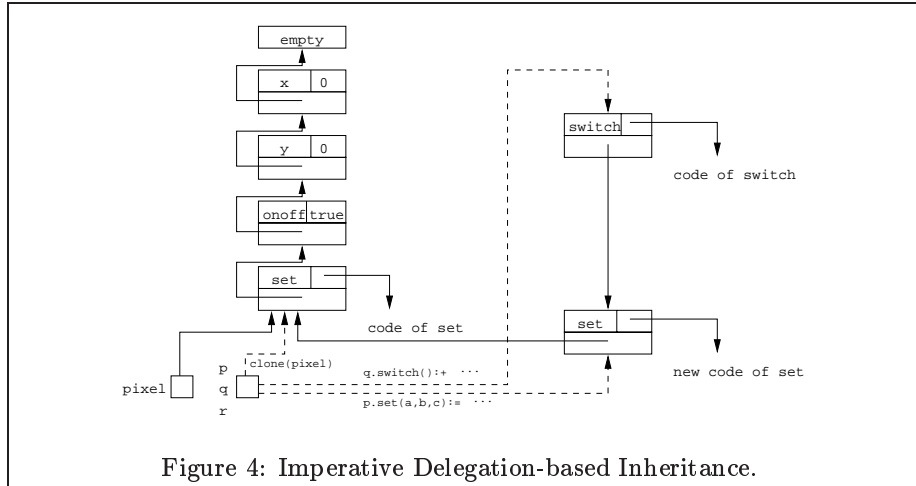 empty
x 0
y 0
switch
code of switch
onoff true
set
code of set
set
new code of set
clone(pixel)
pixel
p
q
r
q.switch():+ ...
p.set(a,b,c):= ...
Figure 4: Imperative Delegation-based Inheritance.